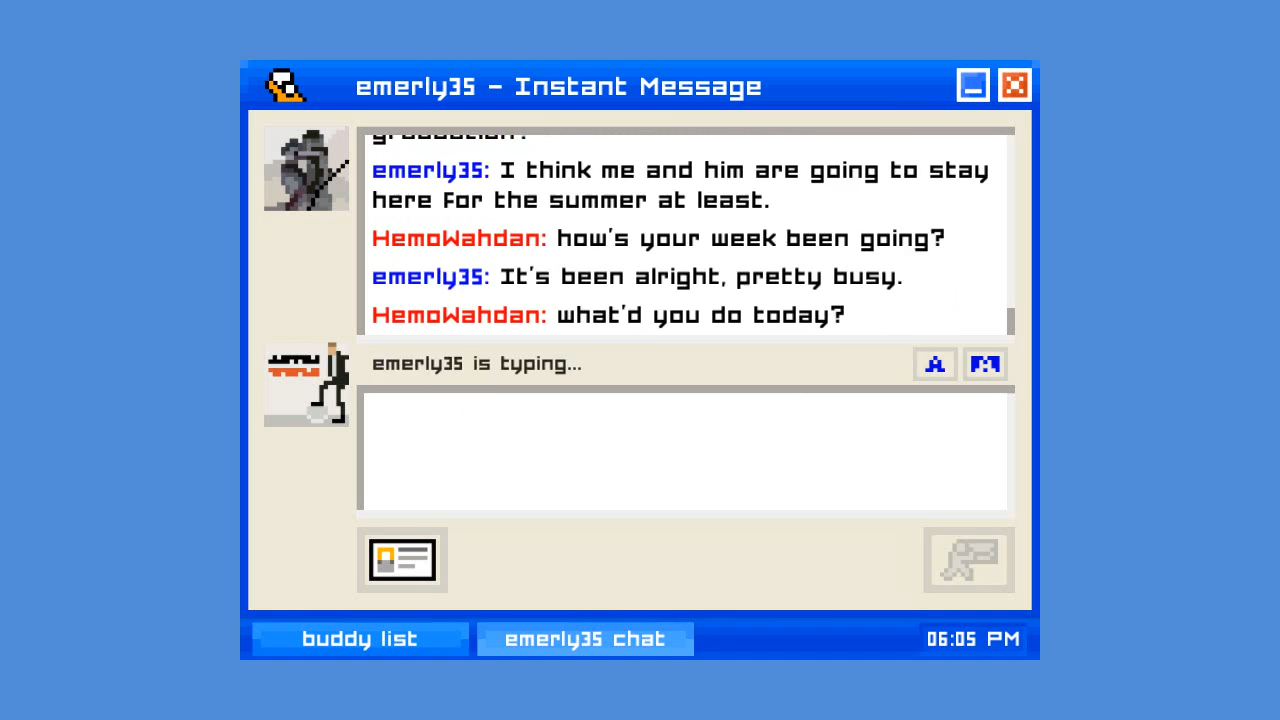 emerly35 - Instant Message
graduation?
emerly35: I think me and him are going to stay
here for the summer at least.
HemoWahdan: how's your week been going?
emerly35: It's been alright, pretty busy.
HemoWahdan: what'd you do today?
emerly35 is typing...
A
buddy list
emerly35 chat
06:05 PM